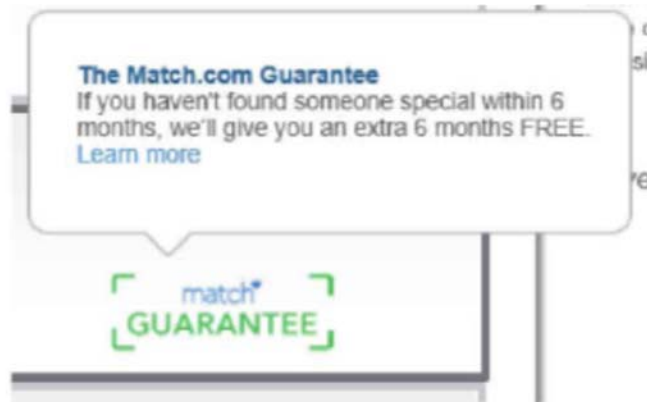 The Match.com Guarantee
If you haven't found someone special within 6
months, we'll give you an extra 6 months FREE.
Learn more
match
GUARANTEE